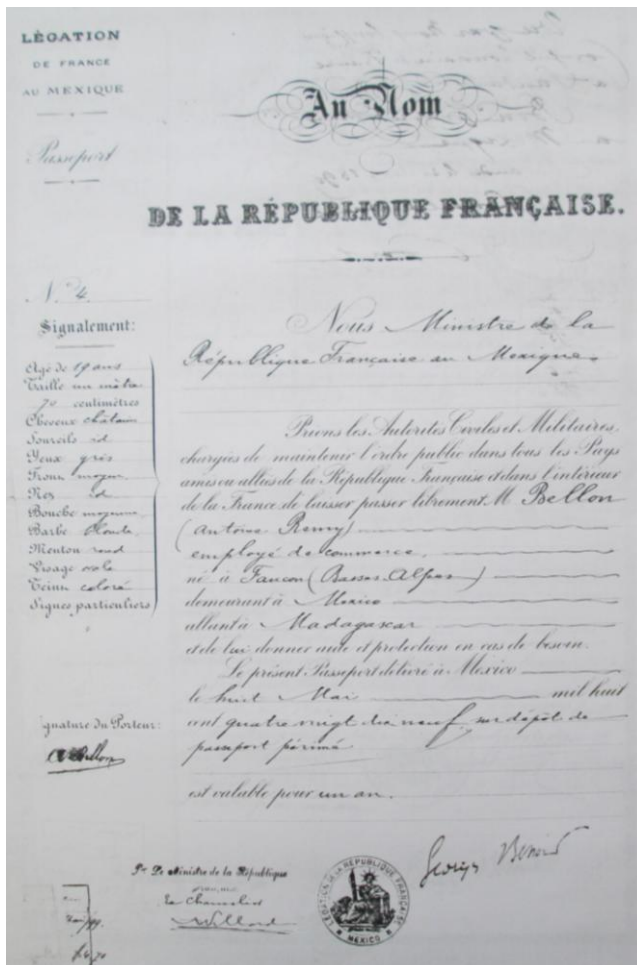 LÉGATION
DE FRANCE
AU MEXIQUE
Passeport
Au Nom
DE LA RÉPUBLIQUE FRANÇAISE.
N. 4.
Signalement:
Agé de 19 ans
Taille un mètre
70 centimètres
Cheveux châtain
Sourcils id
Yeux gris
Front moyen
Nez id
Bouche moyenne
Barbe blonde
Menton rond
Visage ovale
Teint coloré
Signes particuliers
gnature du Porteur:
Nous Ministre de la
République Française au Mexique.
Prions les Autorités Civiles et Militaires.
chargées de maintenir l'ordre public dans tous les Pays
amis ou alliés de la République Française et dans l'intérieur
de la France de laisser passer librement M Bellon
(Antoine Remy)
employé de commerce.
né à Faucon (Basses-Alpes)
demeurant à Mexico
allant à Madagascar
et de lui donner aide et protection en cas de besoin.
Le présent Passeport délivré à Mexico
le huit Mai mil huit
cent quatre vingt dix neuf, sur dépôt de
passeport périmé
est valable pour un an.
Pr Le Ministre de la République
Le Chancelier
LÉGATION DE LA RÉPUBLIQUE FRANÇAISE
MEXICO